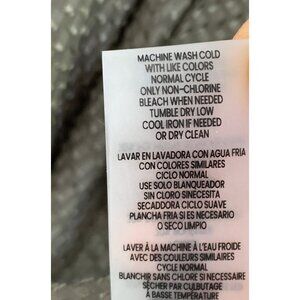 MACHINE WASH COLD
WITH LIKE COLORS
NORMAL CYCLE
ONLY NON-CHLORINE
BLEACH WHEN NEEDED
TUMBLE DRY LOW
COOL IRON IF NEEDED
OR DRY CLEAN
LAVAR EN LAVADORA CON AGUA FRIA
CON COLORES SIMILARES
CICLO NORMAL
USE SOLO BLANQUEADOR
SIN CLORO SINECESITA
SECADORA CICLO SUAVE
PLANCHA FRIA SI ES NECESARIO
O SECO LIMPIO
LAVER À LA MACHINE À L'EAU FROIDE
AVEC DES COULEURS SIMILAIRES
CYCLE NORMAL
BLANCHIR SANS CHLORE SI NECESSAIRE
SÉCHER PAR CULBUTAGE
À BASSE TEMPÉRATURE